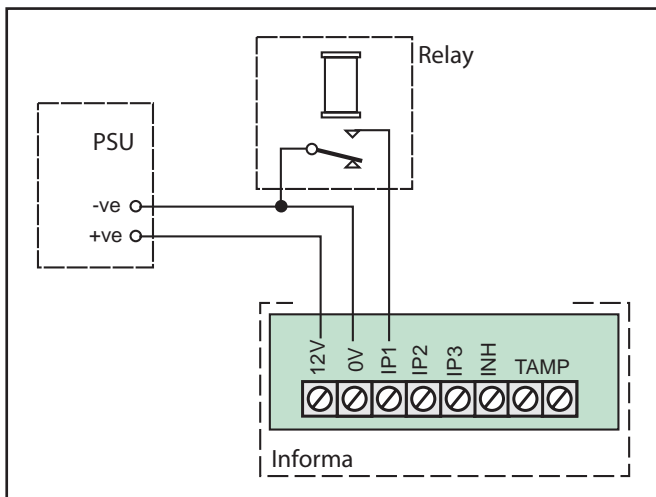 Relay
PSU
-ve
+ve
12V
0V
IP1
IP2
IP3
INH
TAMP
Informa